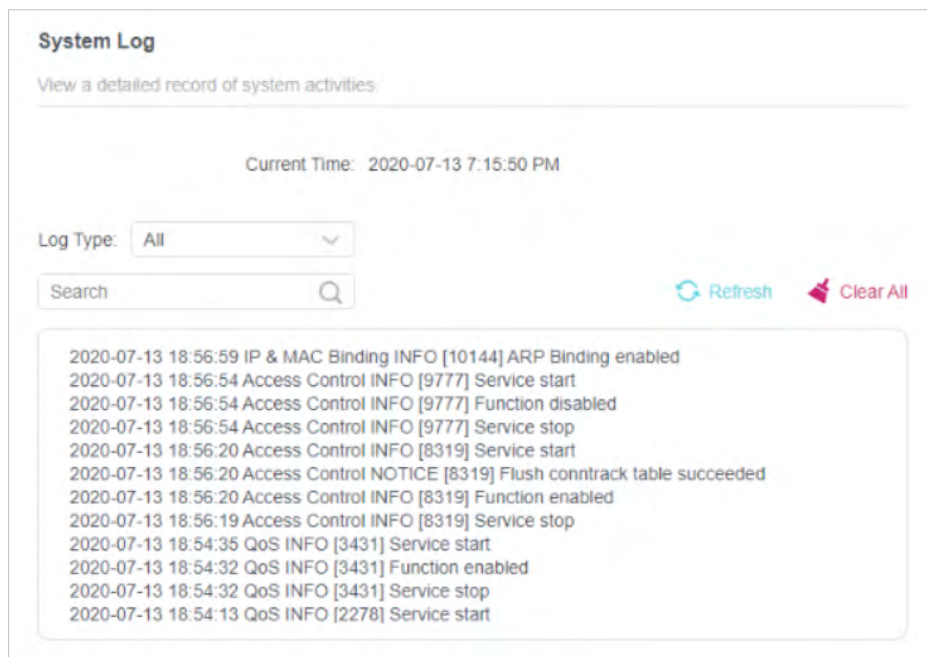 System Log
View a detailed record of system activities.
Current Time: 2020-07-13 7:15:50 PM
Log Type: All
Search
Refresh
Clear All
2020-07-13 18:56:59 IP & MAC Binding INFO [10144] ARP Binding enabled
2020-07-13 18:56:54 Access Control INFO [9777] Service start
2020-07-13 18:56:54 Access Control INFO [9777] Function disabled
2020-07-13 18:56:54 Access Control INFO [9777] Service stop
2020-07-13 18:56:20 Access Control INFO [8319] Service start
2020-07-13 18:56:20 Access Control NOTICE [8319] Flush conntrack table succeeded
2020-07-13 18:56:20 Access Control INFO [8319] Function enabled
2020-07-13 18:56:19 Access Control INFO [8319] Service stop
2020-07-13 18:54:35 QoS INFO [3431] Service start
2020-07-13 18:54:32 QoS INFO [3431] Function enabled
2020-07-13 18:54:32 QoS INFO [3431] Service stop
2020-07-13 18:54:13 QoS INFO [2278] Service start